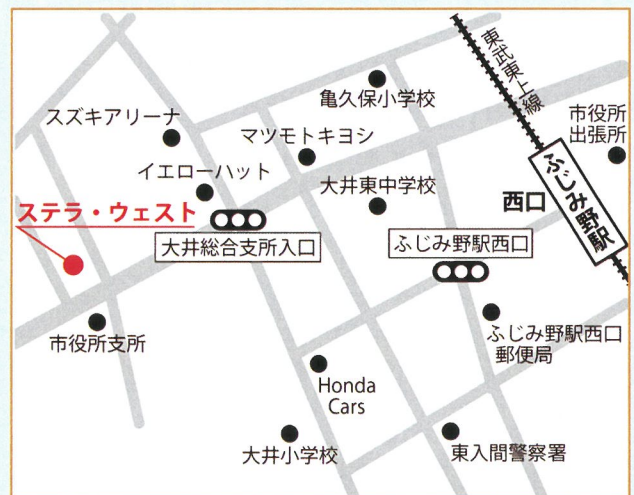 東武東上線
亀久保小学校
スズキアリーナ
市役所
出張所
マツモトキヨシ
イエローハット
大井東中学校
西口
ふじみ野駅
ステラ・ウェスト
大井総合支所入口
ふじみ野駅西口
市役所支所
ふじみ野駅西口
郵便局
Honda
Cars
大井小学校
東入間警察署